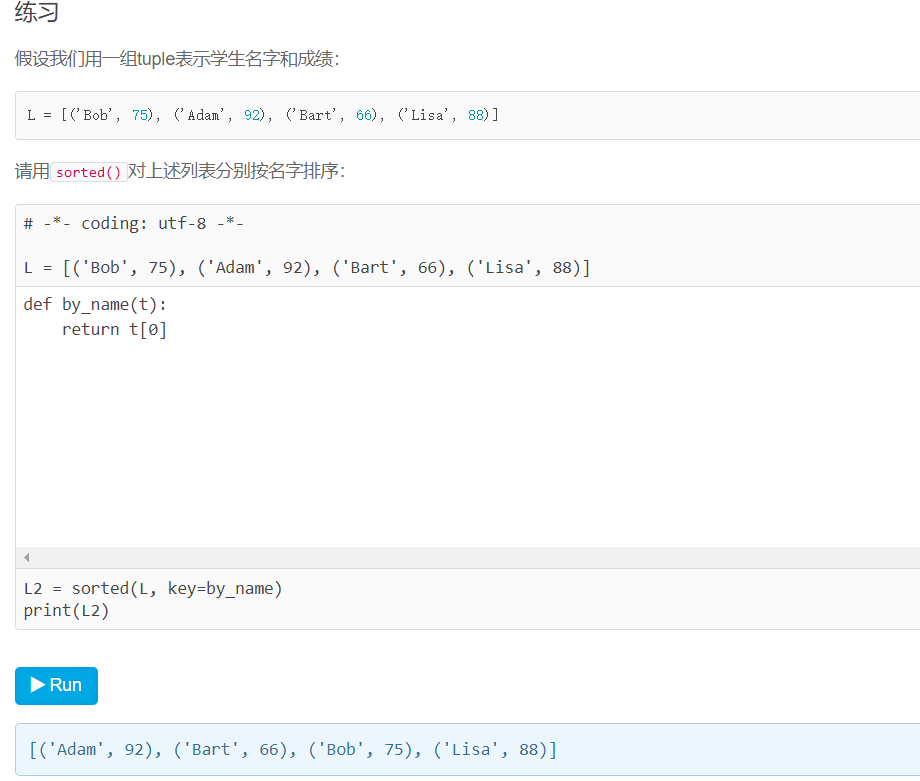 练习
假设我们用一组tuple表示学生名字和成绩：
L = [('Bob', 75), ('Adam', 92), ('Bart', 66), ('Lisa', 88)]
请用sorted()对上述列表分别按名字排序：
# -*- coding: utf-8 -*-
L = [('Bob', 75), ('Adam', 92), ('Bart', 66), ('Lisa', 88)]
def by_name(t):
    return t[0]
L2 = sorted(L, key=by_name)
print(L2)
Run
[('Adam', 92), ('Bart', 66), ('Bob', 75), ('Lisa', 88)]